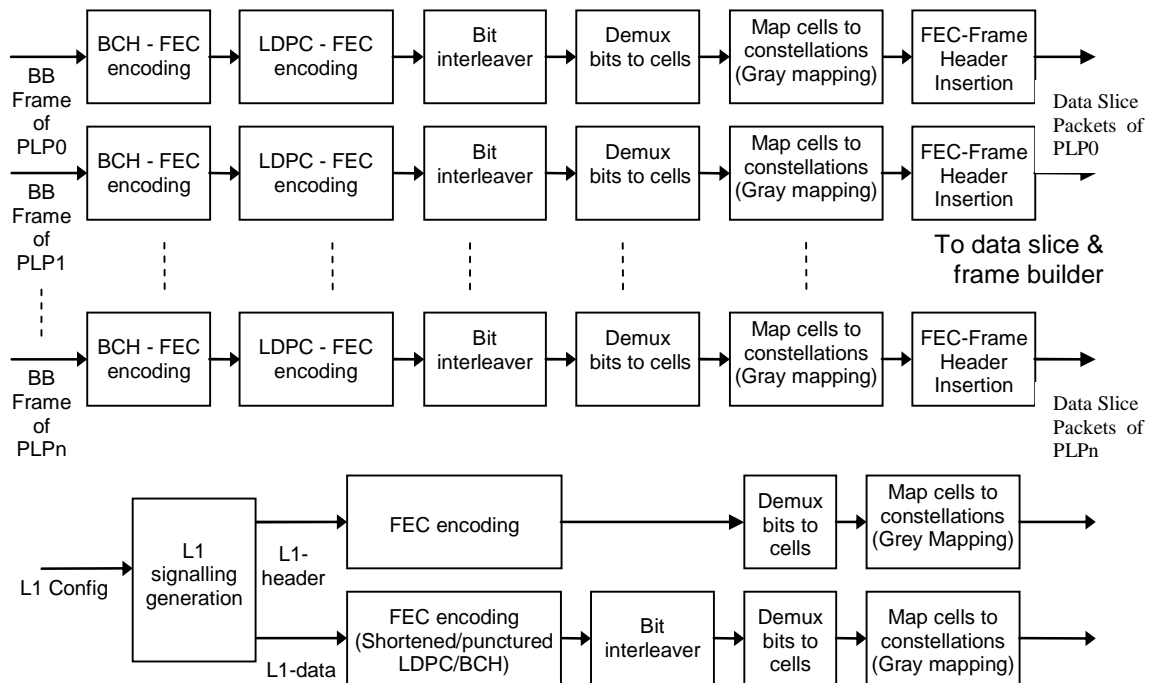 BCH - FEC
encoding
LDPC - FEC
encoding
Bit
interleaver
Demux
bits to cells
Map cells to
constellations
(Gray mapping)
FEC-Frame
Header
Insertion
BB
Frame
of
PLP0
Data Slice
Packets of
PLP0
BCH - FEC
encoding
LDPC - FEC
encoding
Bit
interleaver
Demux
bits to cells
Map cells to
constellations
(Gray mapping)
FEC-Frame
Header
Insertion
BB
Frame
of
PLP1
To data slice &
frame builder
BCH - FEC
encoding
LDPC - FEC
encoding
Bit
interleaver
Demux
bits to cells
Map cells to
constellations
(Gray mapping)
FEC-Frame
Header
Insertion
BB
Frame
of
PLPn
Data Slice
Packets of
PLPn
L1 Config
L1
signalling
generation
L1-
header
FEC encoding
Demux
bits to
cells
Map cells to
constellations
(Grey Mapping)
L1-data
FEC encoding
(Shortened/punctured
LDPC/BCH)
Bit
interleaver
Demux
bits to
cells
Map cells to
constellations
(Gray mapping)